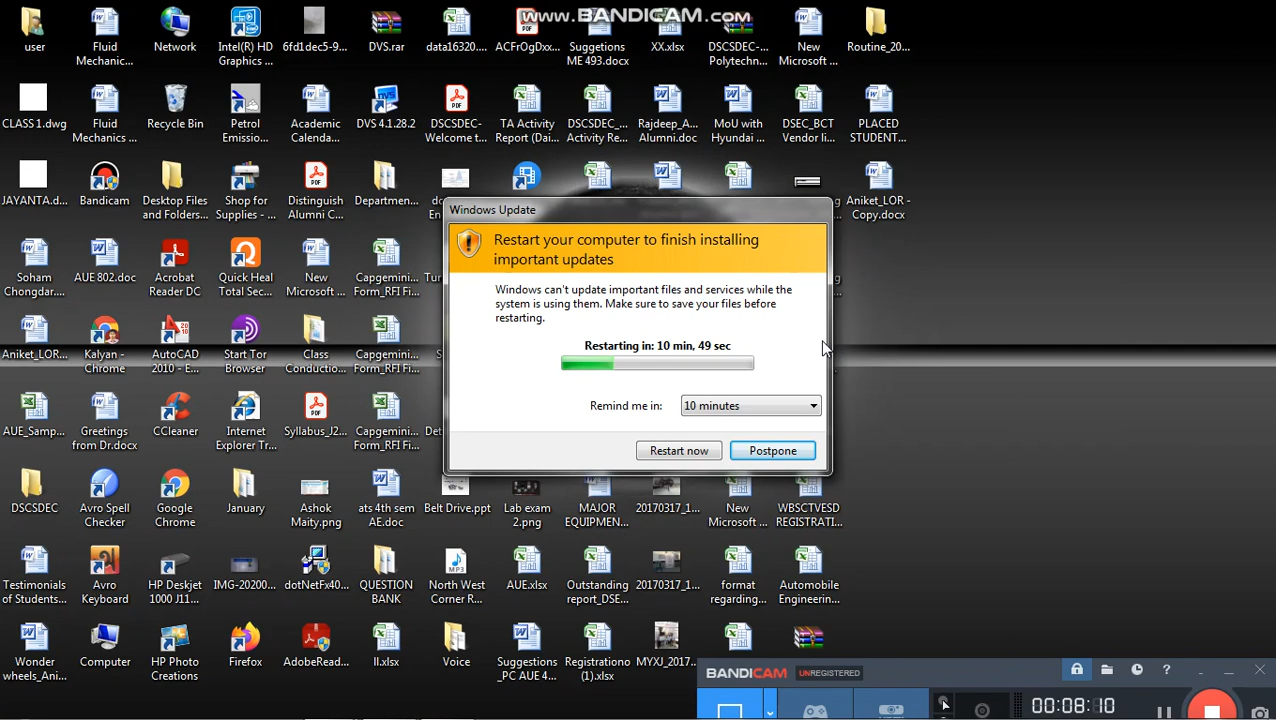 www.BANDICAM.com
user
Fluid
Mechanic...
Network
Intel(R) HD
Graphics ...
6fd1dec5-9...
DVS.rar
data16320...
ACFrOgDxx...
Suggetions
ME 493.docx
XX.xlsx
DSCSDEC-
Polytechn...
New
Microsoft ...
Routine_20...
CLASS 1.dwg
Fluid
Mechanics ...
Recycle Bin
Petrol
Emissio...
Academic
Calenda...
DVS 4.1.28.2
DSCSDEC-
Welcome t...
TA Activity
Report (Dai...
DSCSDEC_...
Activity Re...
Rajdeep_A...
Alumni.doc
MoU with
Hyundai ...
DSEC_BCT
Vendor li...
PLACED
STUDENT...
JAYANTA.d...
Bandicam
Desktop Files
and Folders...
Shop for
Supplies - ...
Distinguish
Alumni C...
Departmen...
Aniket_LOR -
Copy.docx
Windows Update
Restart your computer to finish installing
important updates
Windows can't update important files and services while the
system is using them. Make sure to save your files before
restarting.
Restarting in: 10 min, 49 sec
Remind me in:
10 minutes
Restart now
Postpone
Soham
Chongdar...
AUE 802.doc
Acrobat
Reader DC
Quick Heal
Total Sec...
New
Microsoft ...
Capgemini...
Form_RFI Fi...
Aniket_LOR...
Kalyan -
Chrome
AutoCAD
2010 - E...
Start Tor
Browser
Class
Conductio...
Capgemini...
Form_RFI Fi...
AUE_Samp...
Greetings
from Dr.docx
CCleaner
Internet
Explorer Tr...
Syllabus_J2...
Capgemini...
Form_RFI Fi...
DSCSDEC
Avro Spell
Checker
Google
Chrome
January
Ashok
Maity.png
ats 4th sem
AE.doc
Belt Drive.ppt
Lab exam
2.png
MAJOR
EQUIPMEN...
20170317_1...
New
Microsoft ...
WBSCTVESD
REGISTRATI...
Testimonials
of Students...
Avro
Keyboard
HP Deskjet
1000 J11...
IMG-20200...
dotNetFx40...
QUESTION
BANK
North West
Corner R...
AUE.xlsx
Outstanding
report_DSE...
20170317_1...
format
regarding...
Automobile
Engineerin...
Wonder
wheels_Ani...
Computer
HP Photo
Creations
Firefox
AdobeRead...
II.xlsx
Voice
Suggestions
_PC AUE 4...
Registratio
(1).xlsx
MYXJ_2017...
BANDICAM
UNREGISTERED
00:08:10